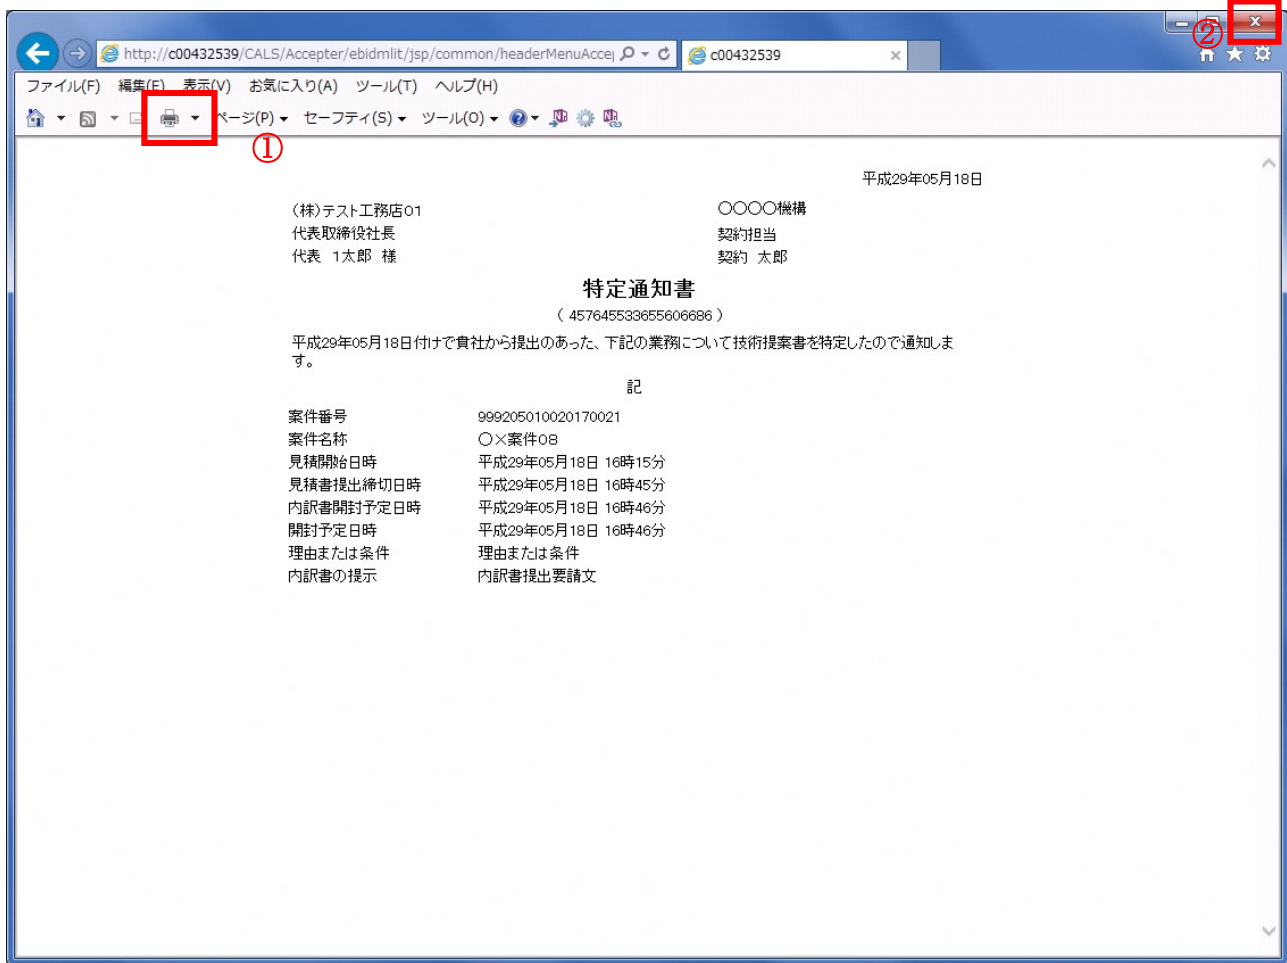 ②
http://c00432539/CALS/Accepter/ebidmlit/jsp/common/headerMenuAccep
c00432539
ファイル(F) 編集(E) 表示(V) お気に入り(A) ツール(T) ヘルプ(H)
ページ(P) セーフティ(S) ツール(O)
①
平成29年05月18日
(株)テスト工務店01
〇〇〇〇機構
代表取締役社長
契約担当
代表 1太郎 様
契約 太郎
特定通知書
( 457645533655606686 )
平成29年05月18日付けで貴社から提出のあった、下記の業務について技術提案書を特定したので通知しま
す。
記
案件番号 999205010020170021
案件名称 〇×案件08
見積開始日時 平成29年05月18日 16時15分
見積書提出締切日時 平成29年05月18日 16時45分
内訳書開封予定日時 平成29年05月18日 16時46分
開封予定日時 平成29年05月18日 16時46分
理由または条件 理由または条件
内訳書の提示 内訳書提出要請文